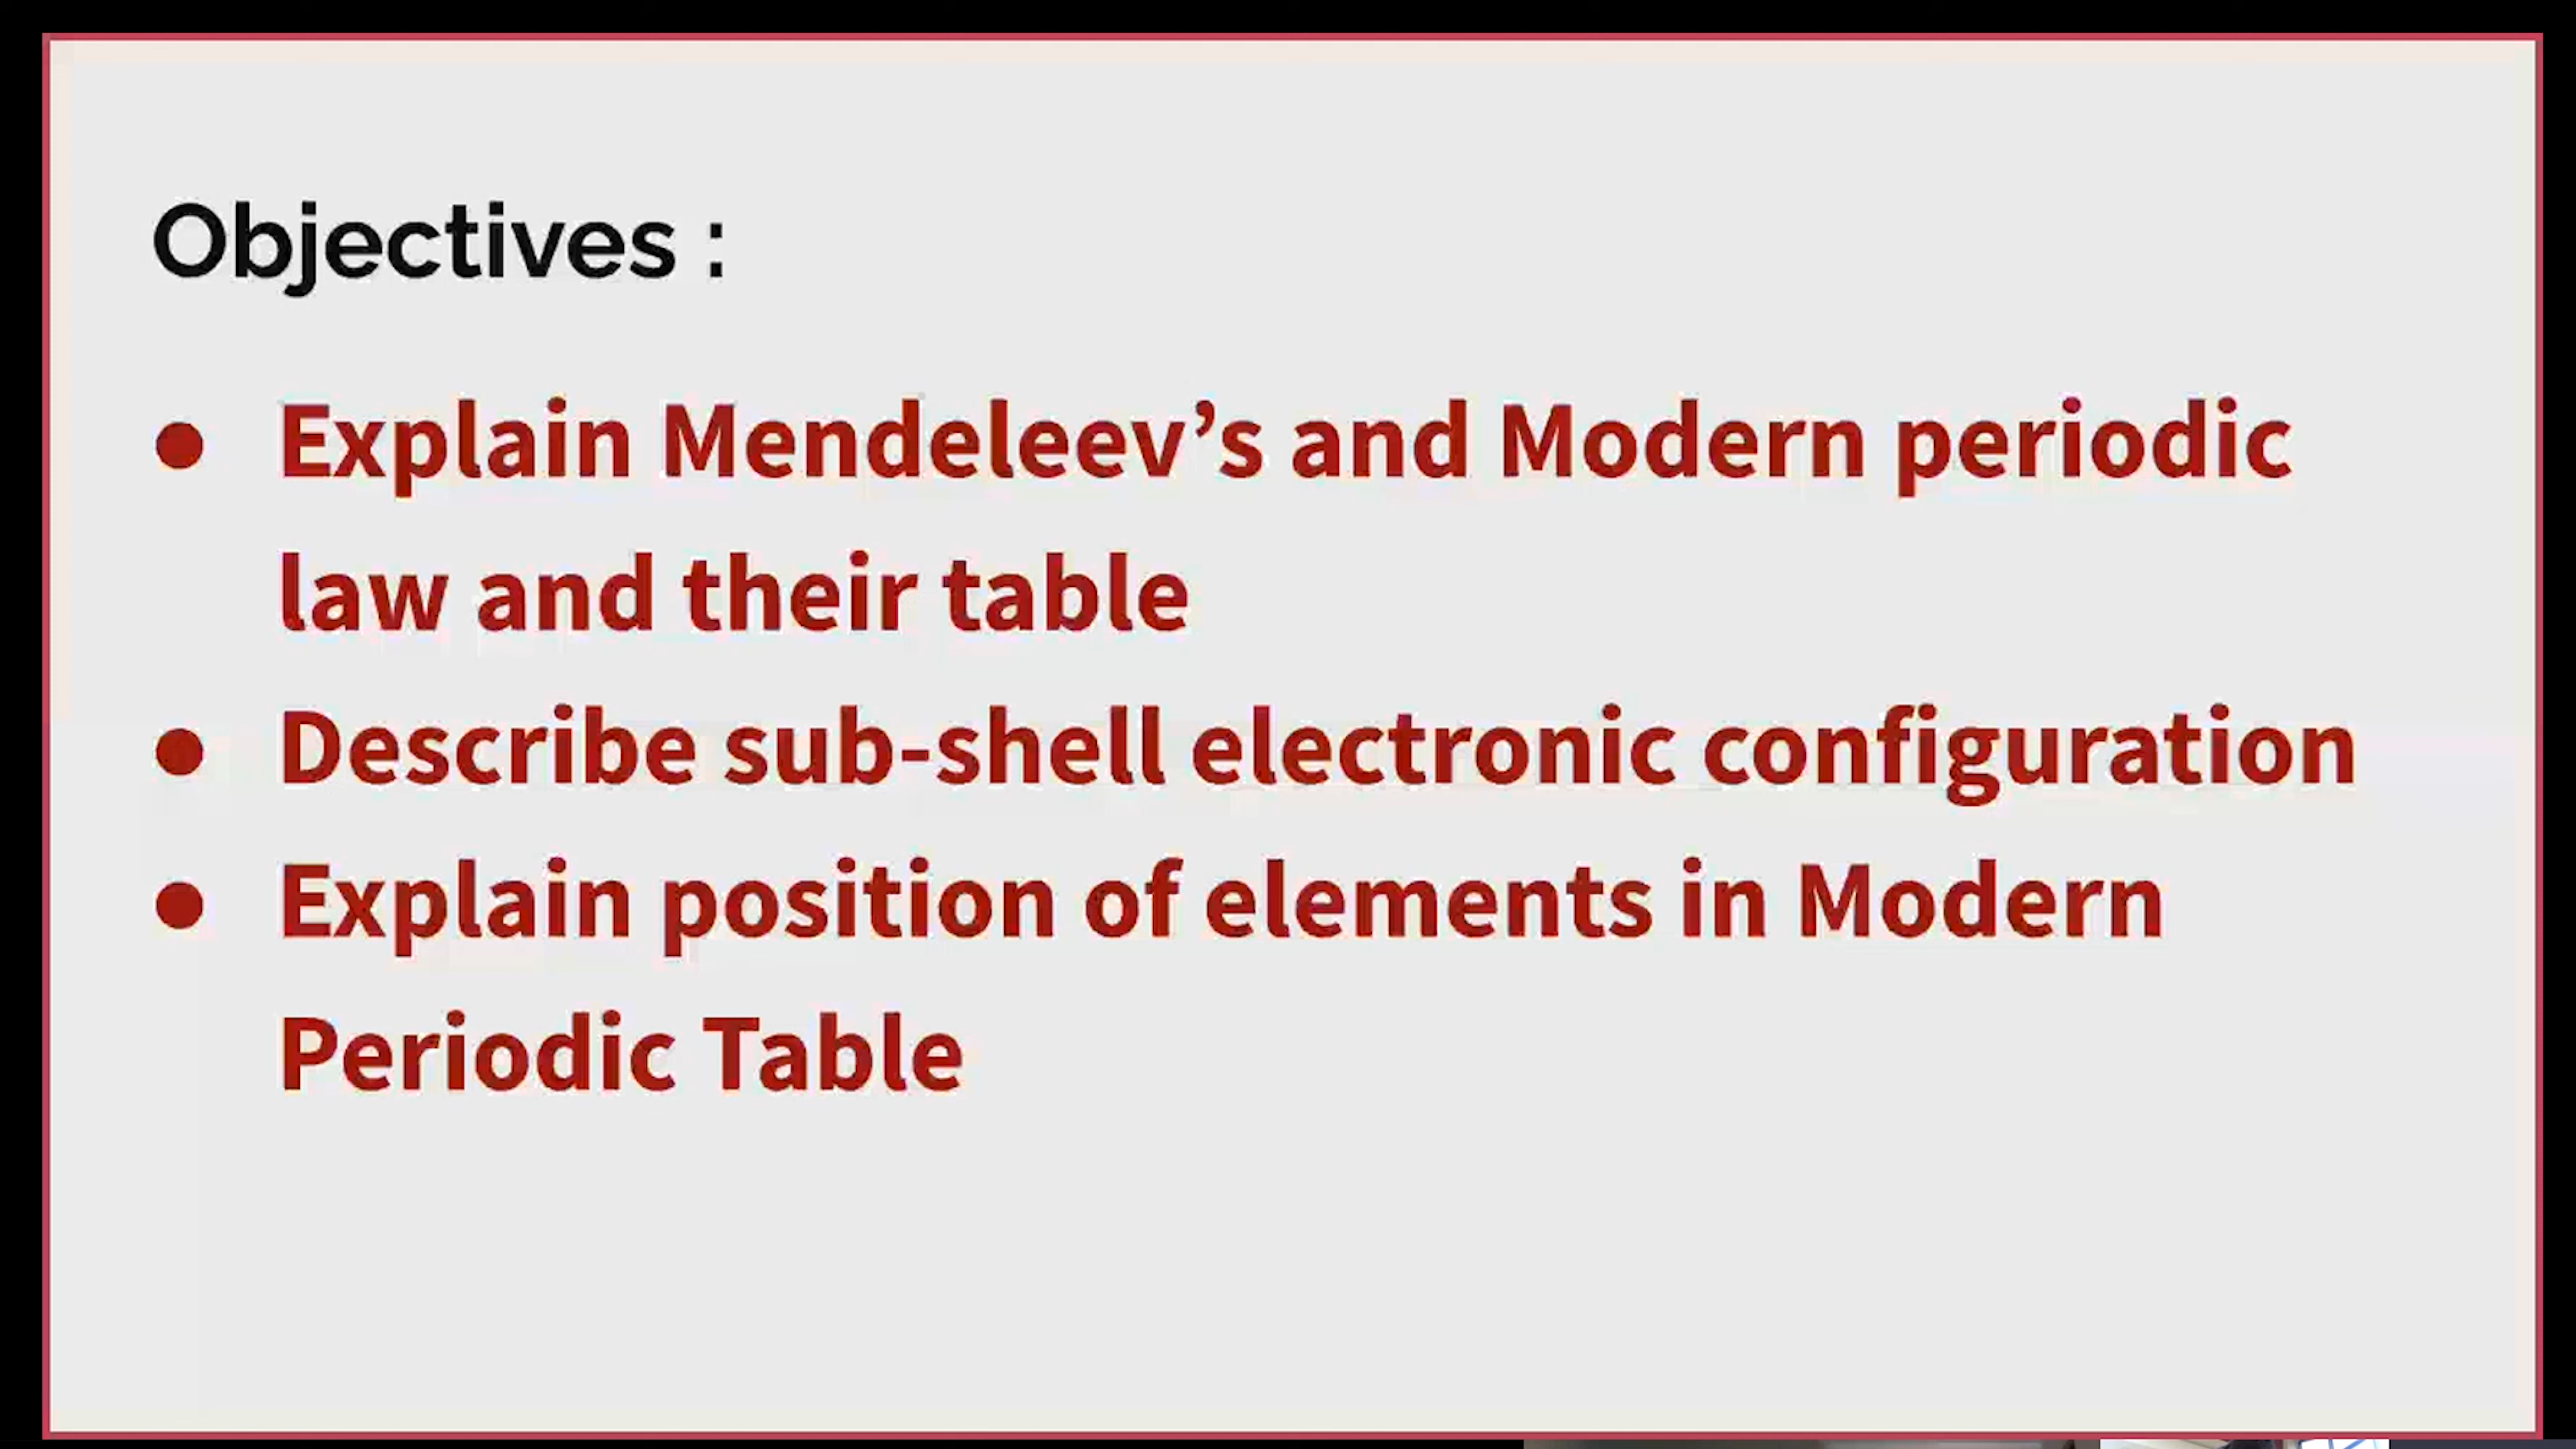 Objectives :
● Explain Mendeleev’s and Modern periodic
law and their table
● Describe sub-shell electronic configuration
● Explain position of elements in Modern
Periodic Table